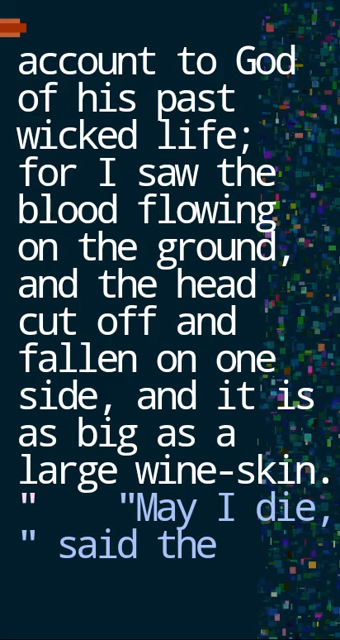 account to God
of his past
wicked life;
for I saw the
blood flowing
on the ground,
and the head
cut off and
fallen on one
side, and it is
as big as a
large wine-skin.
"    "May I die,
" said the